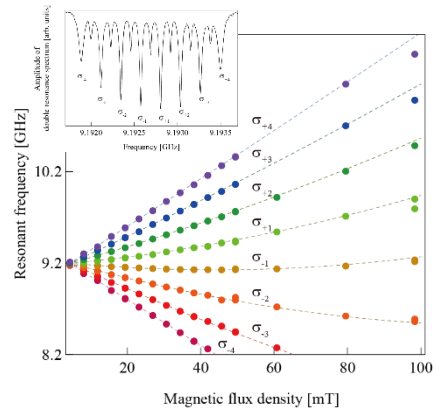 Amplitude of
double resonance spectrum [arb. units]
σ-4
σ-2
σ-1
σ+1
σ+2
σ+4
9.1920
9.1925
9.1930
9.1935
Frequency [GHz]
Resonant frequency [GHz]
10.2
9.2
8.2
σ+4
σ+3
σ+2
σ+1
σ-1
σ-2
σ-3
σ-4
20
40
60
80
100
Magnetic flux density [mT]